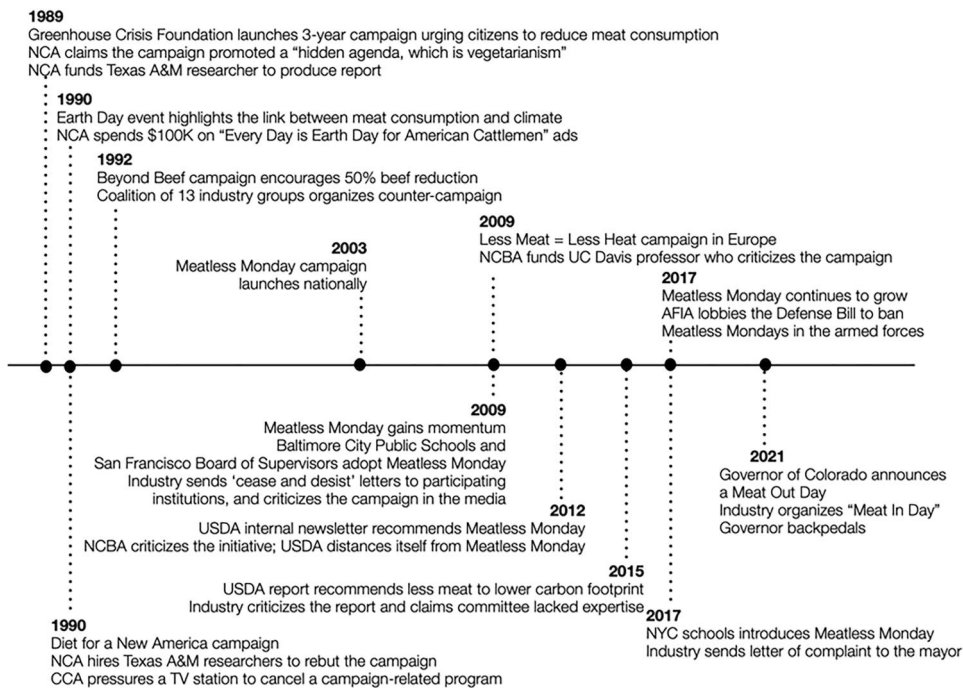 1989
Greenhouse Crisis Foundation launches 3-year campaign urging citizens to reduce meat consumption
NCA claims the campaign promoted a “hidden agenda, which is vegetarianism”
NCA funds Texas A&M researcher to produce report
1990
Earth Day event highlights the link between meat consumption and climate
NCA spends $100K on “Every Day is Earth Day for American Cattlemen” ads
1992
Beyond Beef campaign encourages 50% beef reduction
Coalition of 13 industry groups organizes counter-campaign
2003
Meatless Monday campaign
launches nationally
2009
Less Meat = Less Heat campaign in Europe
NCBA funds UC Davis professor who criticizes the campaign
2017
Meatless Monday continues to grow
AFIA lobbies the Defense Bill to ban
Meatless Mondays in the armed forces
2009
Meatless Monday gains momentum
Baltimore City Public Schools and
San Francisco Board of Supervisors adopt Meatless Monday
Industry sends ‘cease and desist’ letters to participating
institutions, and criticizes the campaign in the media
2012
USDA internal newsletter recommends Meatless Monday
NCBA criticizes the initiative; USDA distances itself from Meatless Monday
2015
USDA report recommends less meat to lower carbon footprint
Industry criticizes the report and claims committee lacked expertise
2017
NYC schools introduces Meatless Monday
Industry sends letter of complaint to the mayor
2021
Governor of Colorado announces
a Meat Out Day
Industry organizes “Meat In Day”
Governor backpedals
1990
Diet for a New America campaign
NCA hires Texas A&M researchers to rebut the campaign
CCA pressures a TV station to cancel a campaign-related program